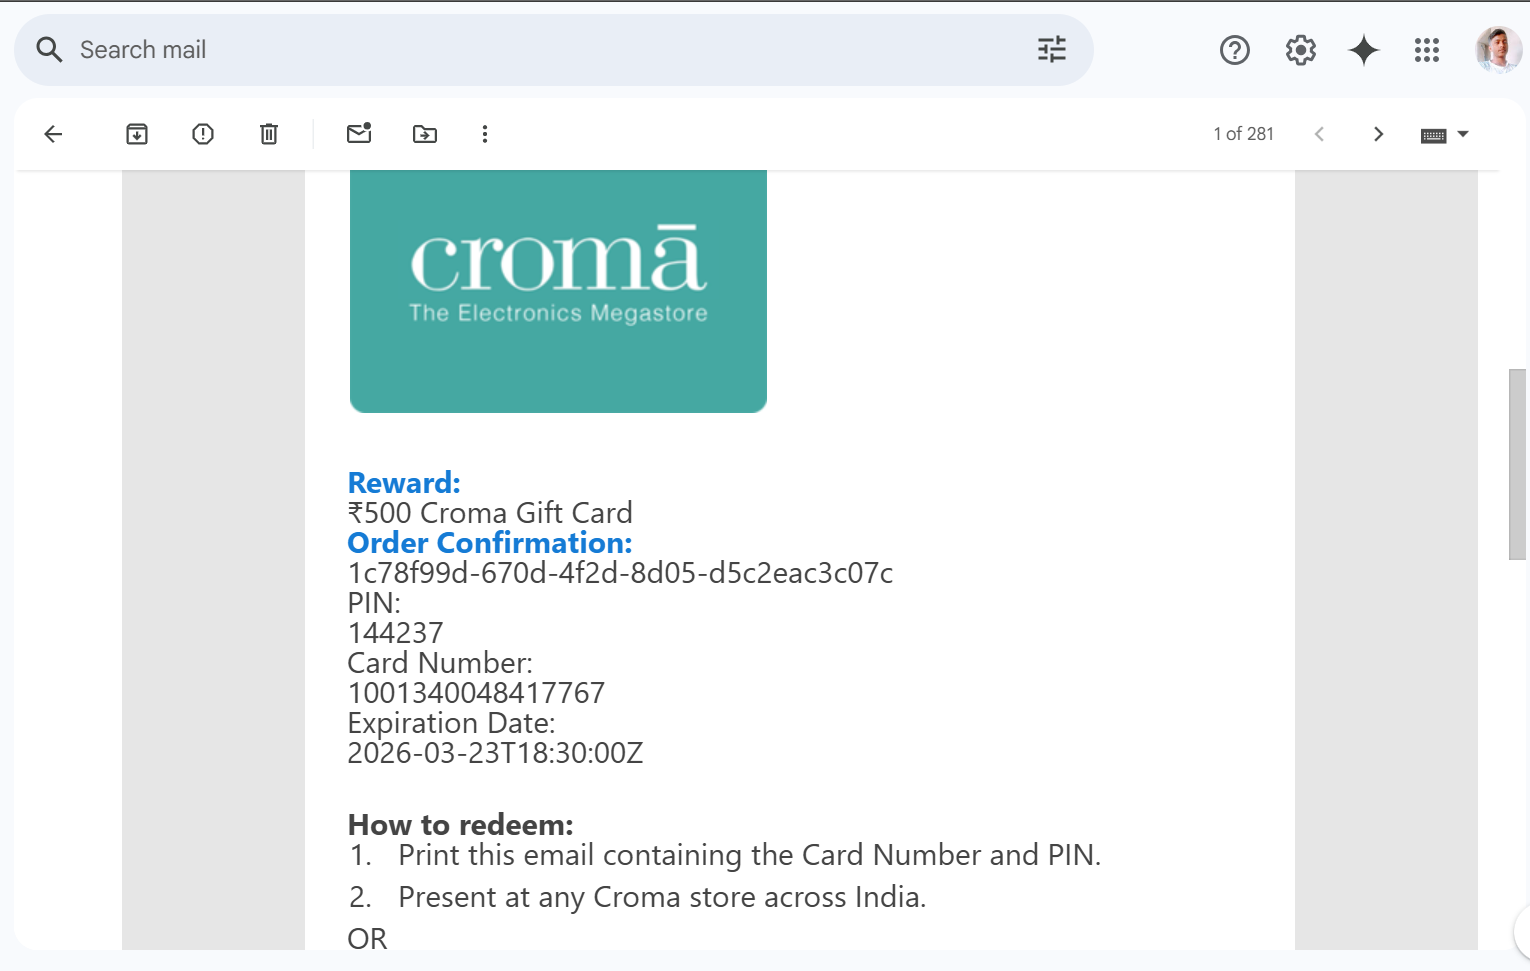 Search mail
1 of 281
cromā
The Electronics Megastore
Reward:
₹500 Croma Gift Card
Order Confirmation:
1c78f99d-670d-4f2d-8d05-d5c2eac3c07c
PIN:
144237
Card Number:
1001340048417767
Expiration Date:
2026-03-23T18:30:00Z
How to redeem:
1. Print this email containing the Card Number and PIN.
2. Present at any Croma store across India.
OR